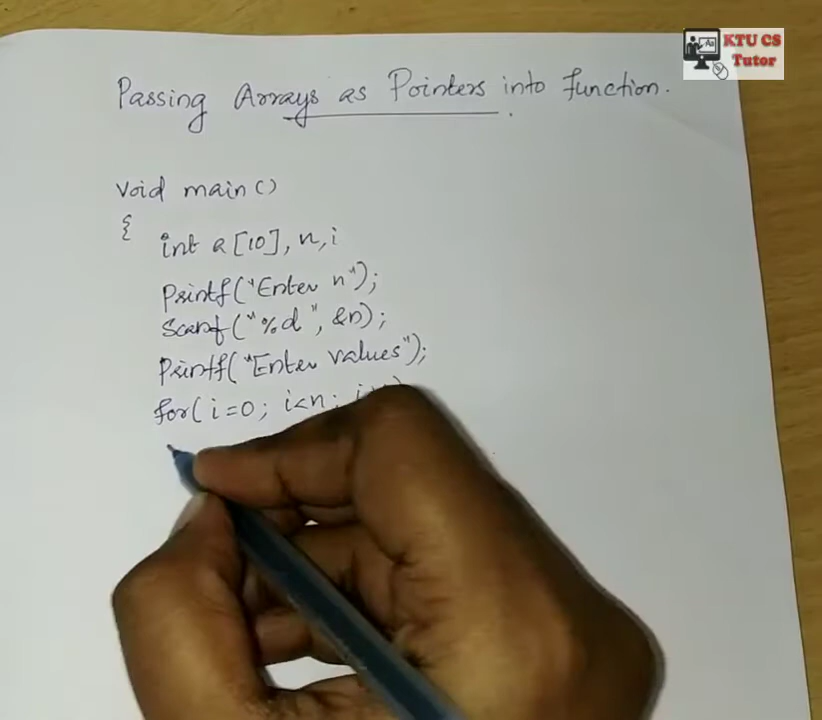 KTU CS
Tutor
Passing Arrays as Pointers into function.
void main()
{
int a[10], n, i
Printf("Enter n");
Scanf("%d", &n);
Printf("Enter values");
for(i=0; i<n;